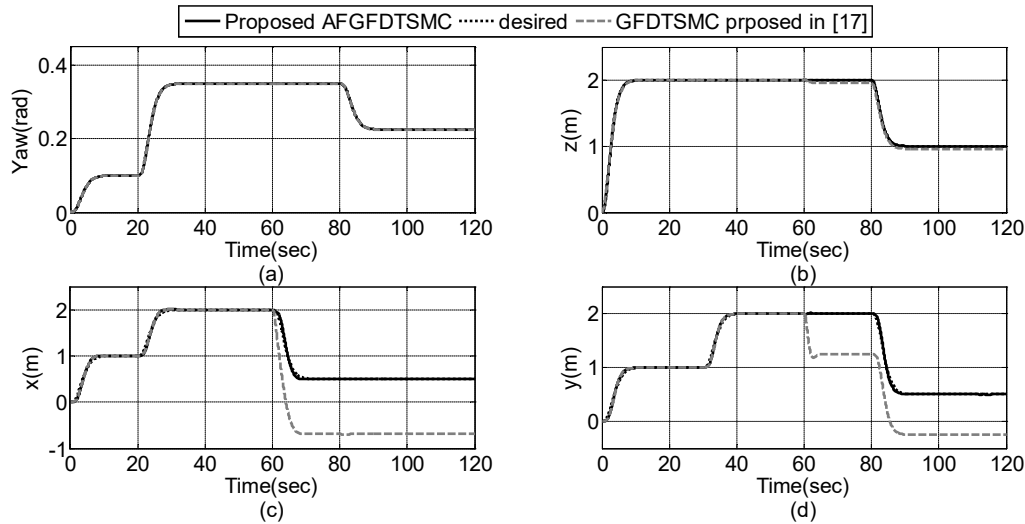 Proposed AFGFDTSMC desired GFDTSMC prposed in [17]
0.4
0.2
0
Yaw(rad)
0 20 40 60 80 100 120
Time(sec)
(a)
2
1
0
z(m)
0 20 40 60 80 100 120
Time(sec)
(b)
2
1
0
-1
x(m)
0 20 40 60 80 100 120
Time(sec)
(c)
2
1
0
y(m)
0 20 40 60 80 100 120
Time(sec)
(d)